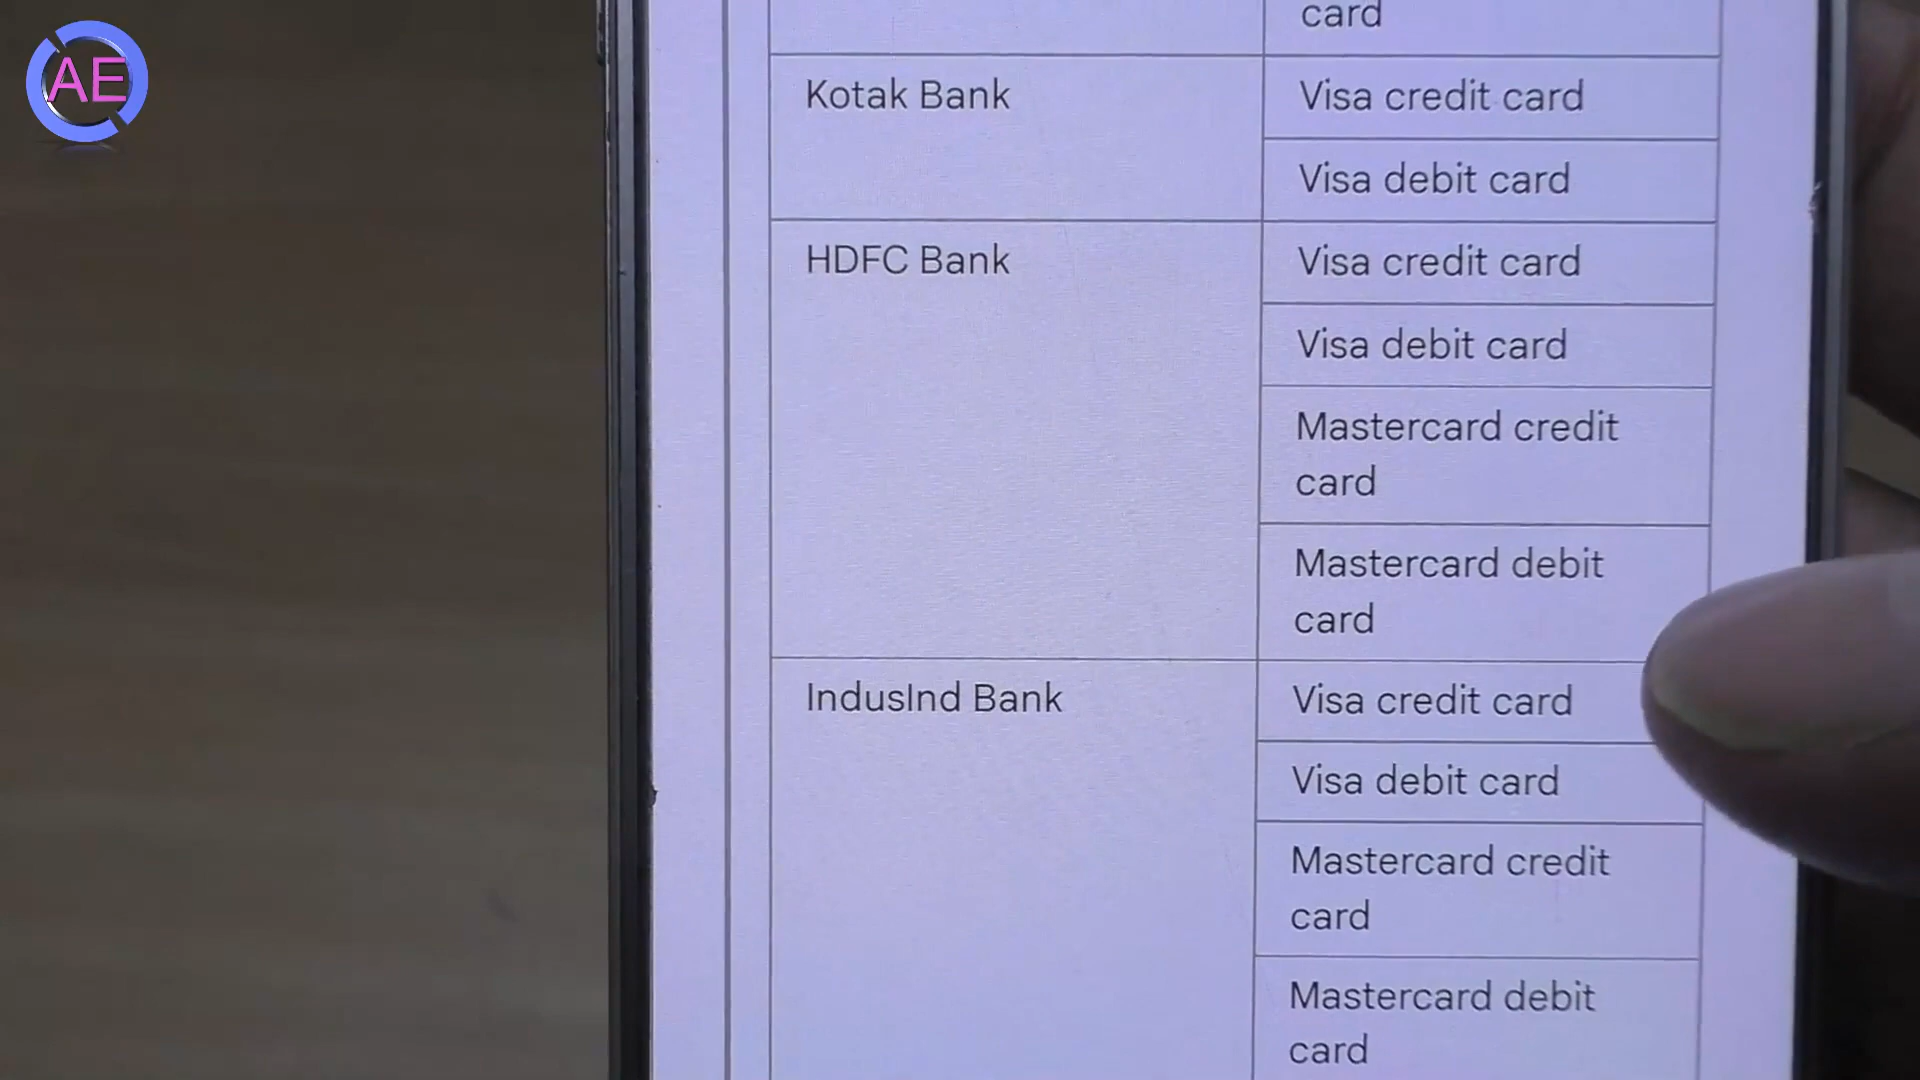 AE
card
Kotak Bank
Visa credit card
Visa debit card
HDFC Bank
Visa credit card
Visa debit card
Mastercard credit
card
Mastercard debit
card
IndusInd Bank
Visa credit card
Visa debit card
Mastercard credit
card
Mastercard debit
card